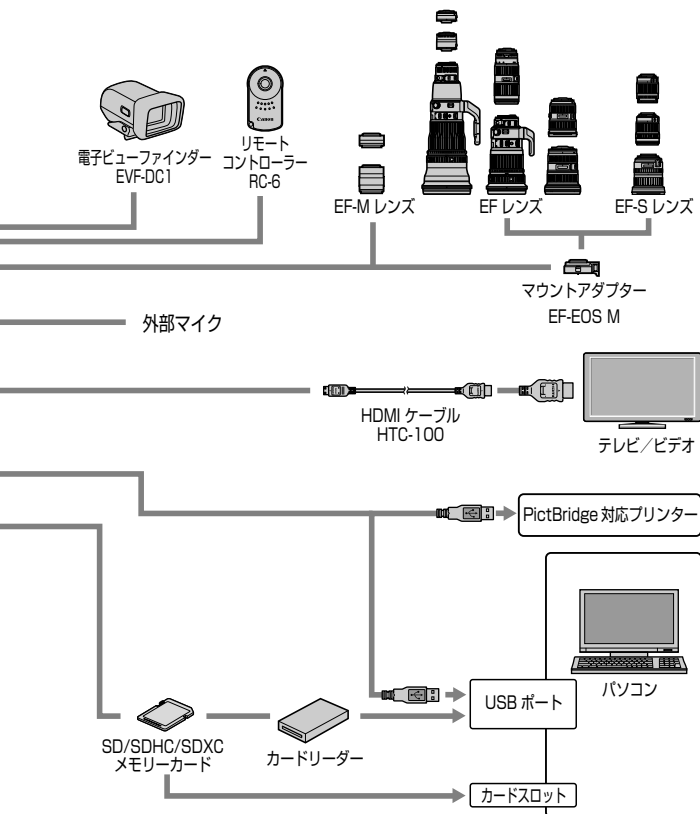 Canon
電子ビューファインダー
EVF-DC1
リモート
コントローラー
RC-6
EF-M レンズ
EF レンズ
EF-S レンズ
マウントアダプター
EF-EOS M
外部マイク
HDMI ケーブル
HTC-100
テレビ／ビデオ
PictBridge 対応プリンター
パソコン
USB ポート
SD/SDHC/SDXC
メモリーカード
カードリーダー
カードスロット